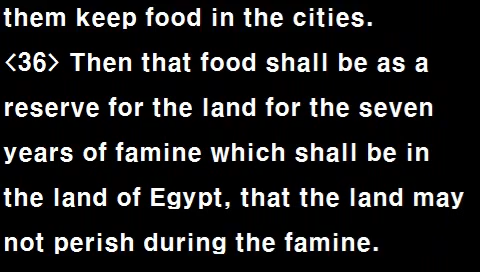 them keep food in the cities.
<36> Then that food shall be as a
reserve for the land for the seven
years of famine which shall be in
the land of Egypt, that the land may
not perish during the famine.